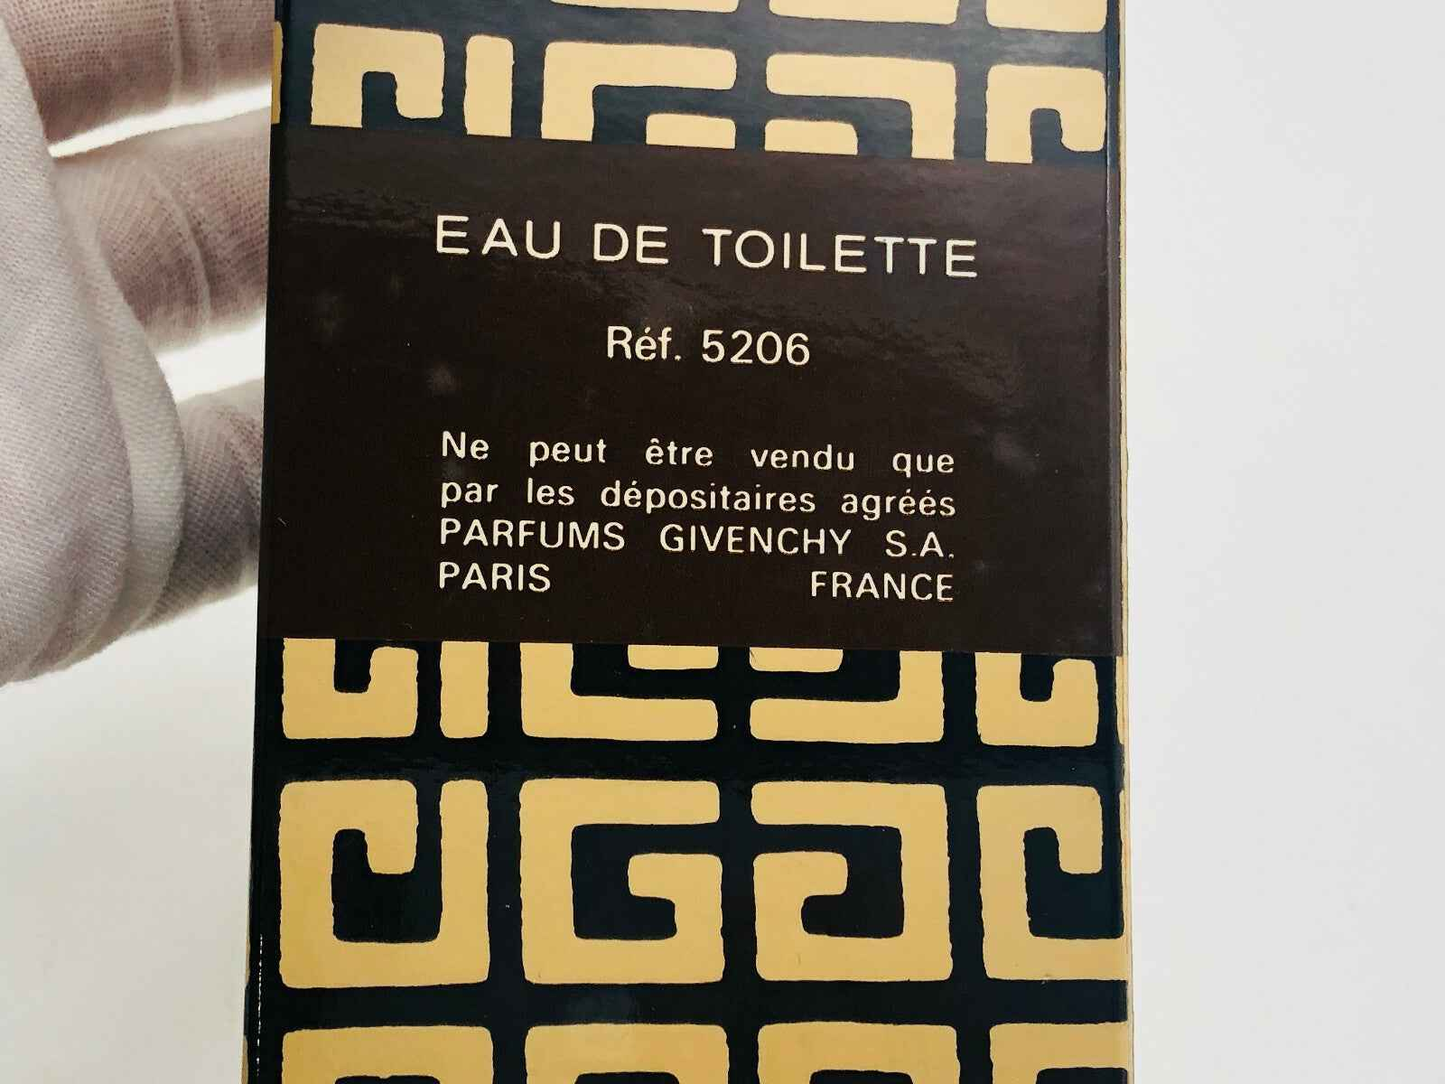 EAU DE TOILETTE
Réf. 5206
Ne peut être vendu que
par les dépositaires agréés
PARFUMS GIVENCHY S.A.
PARIS FRANCE